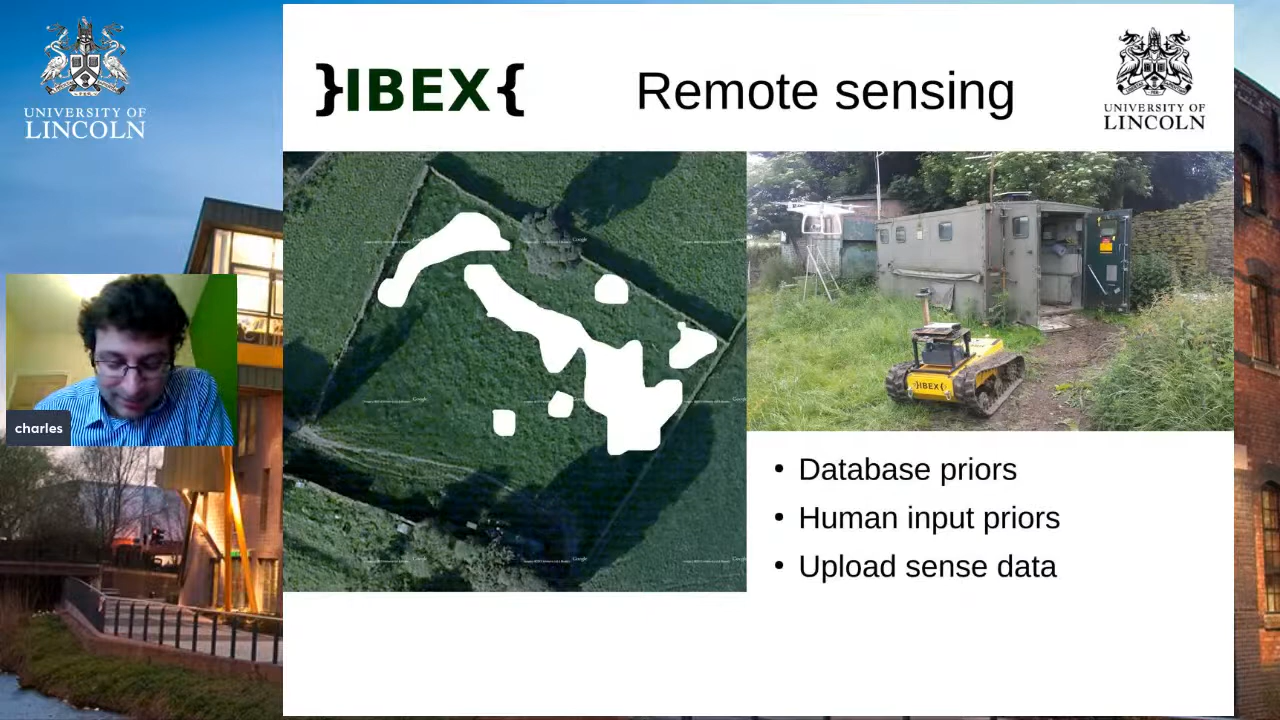 UNIVERSITY OF
LINCOLN
}IBEX{
Remote sensing
UNIVERSITY OF
LINCOLN
charles
}IBEX{
• Database priors
• Human input priors
• Upload sense data